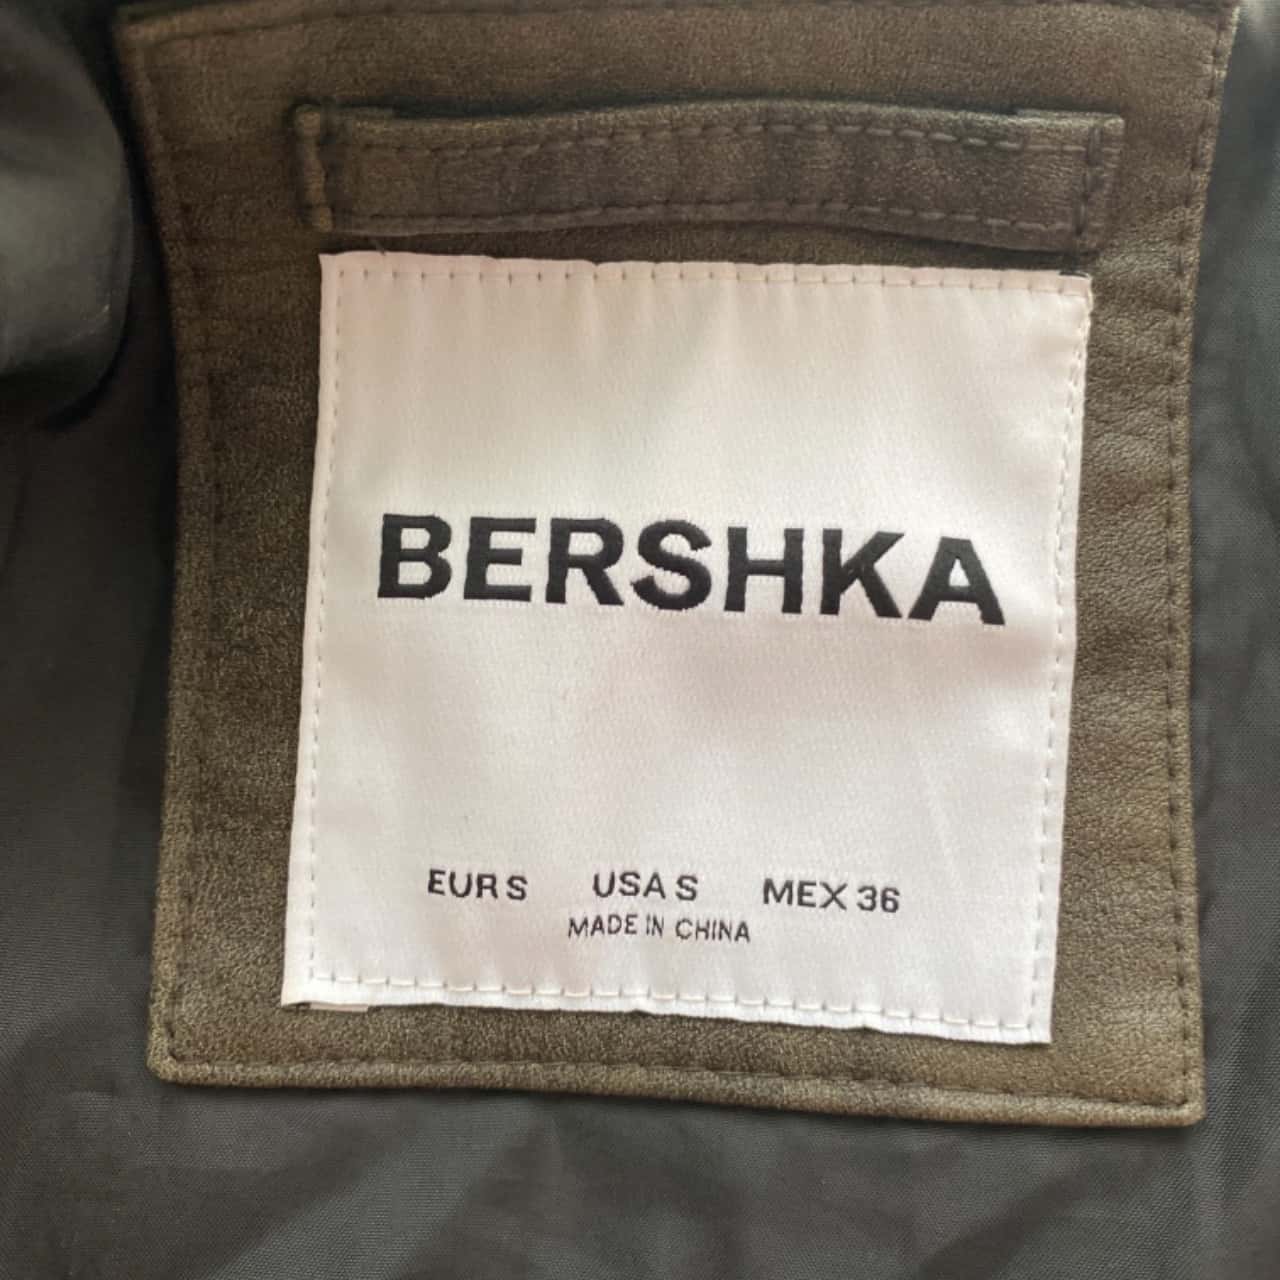 BERSHKA
EUR S USA S MEX 36
MADE IN CHINA